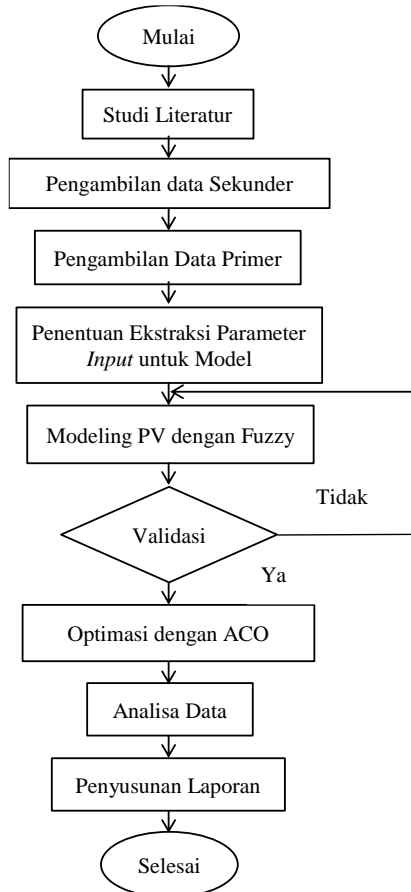 Mulai
Studi Literatur
Pengambilan data Sekunder
Pengambilan Data Primer
Penentuan Ekstraksi Parameter
Input untuk Model
Modeling PV dengan Fuzzy
Tidak
Validasi
Ya
Optimasi dengan ACO
Analisa Data
Penyusunan Laporan
Selesai